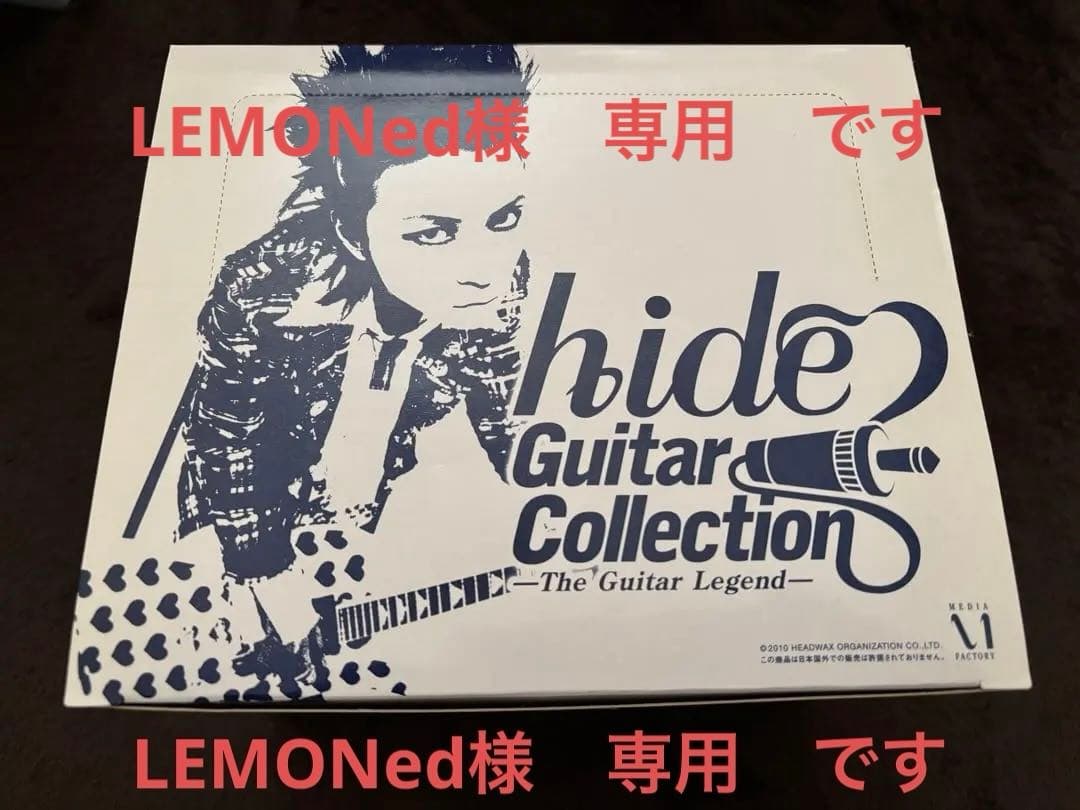 LEMONed様　専用　です
hide
Guitar
Collection
—The Guitar Legend—
MEDIA
FACTORY
©2010 HEADWAX ORGANIZATION CO.,LTD.
この商品は日本国外での販売は許諾されておりません。
LEMONed様　専用　です